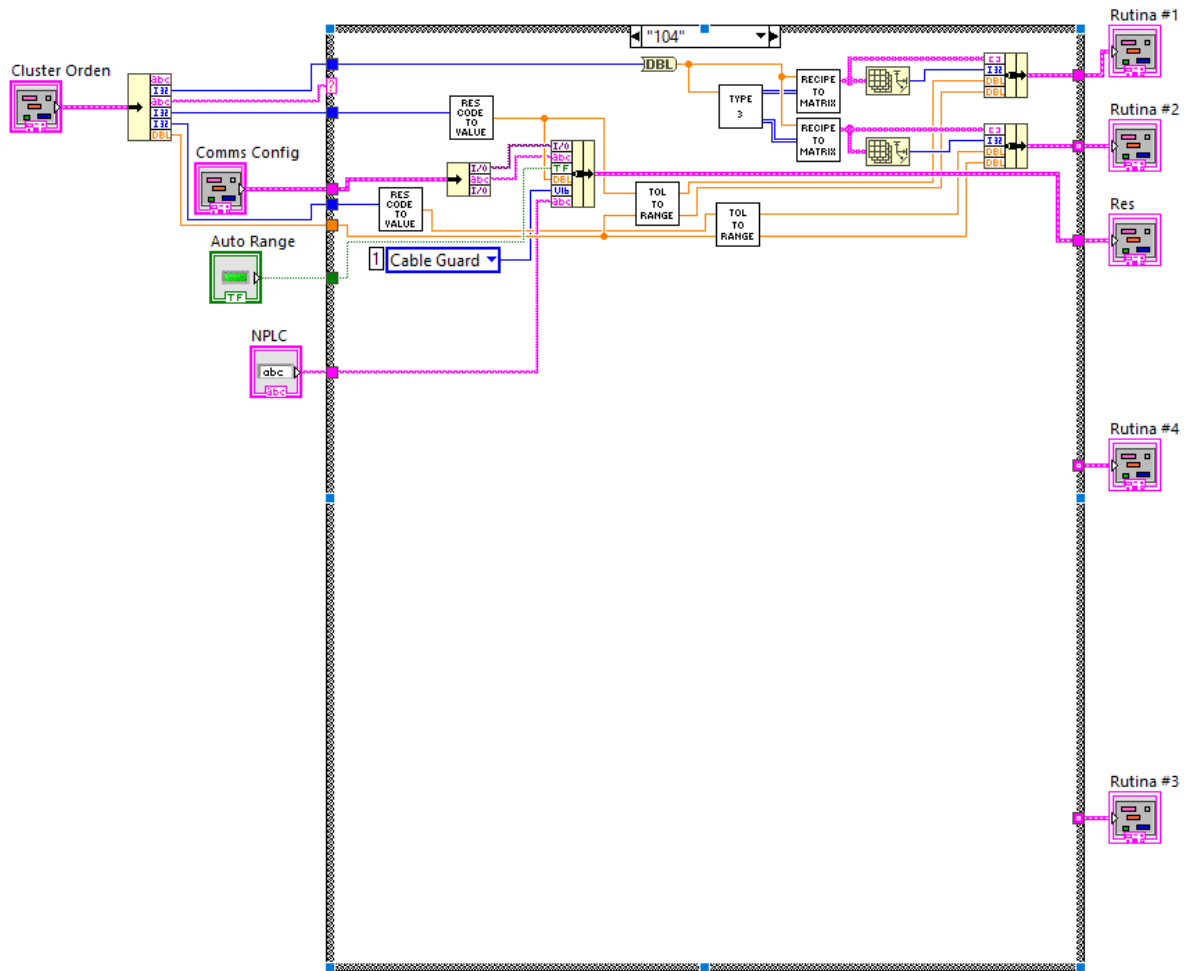 Rutina #1
"104"
Cluster Orden
abc
I32
abc
I32
I32
DBL
?
DBL
TYPE
3
RECIPE
TO
MATRIX
RECIPE
TO
MATRIX
I32
DBL
DBL
Rutina #2
I32
DBL
DBL
RES
CODE
TO
VALUE
Comms Config
I/O
abc
I/O
I/O
abc
TF
DBL
U16
abc
RES
CODE
TO
VALUE
TOL
TO
RANGE
TOL
TO
RANGE
Res
Auto Range
TF
1
Cable Guard
NPLC
abc
abc
Rutina #4
Rutina #3